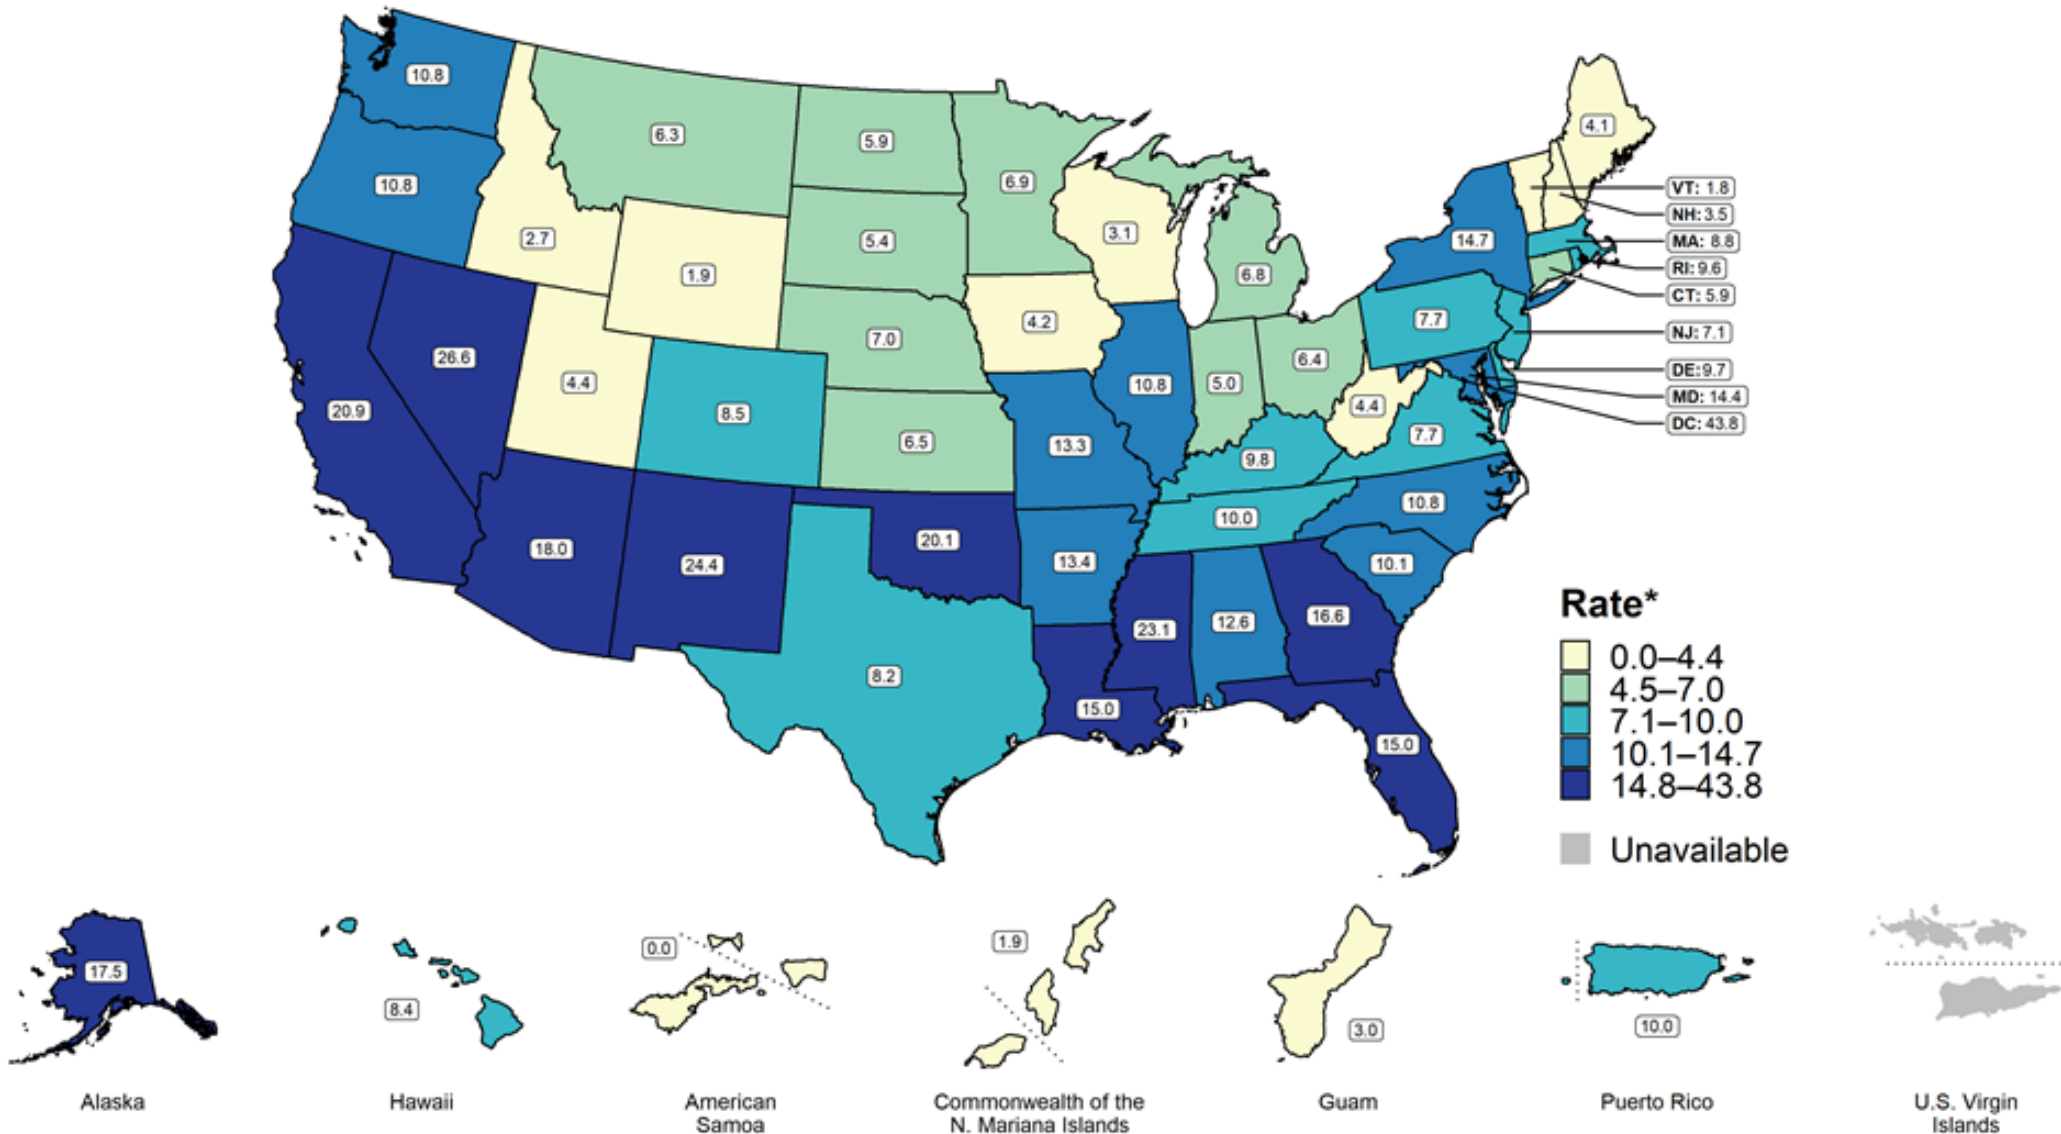 10.8
4.1
6.3
5.9
6.9
10.8
VT: 1.8
NH: 3.5
2.7
5.4
3.1
14.7
MA: 8.8
1.9
6.8
RI: 9.6
CT: 5.9
4.2
7.7
NJ: 7.1
7.0
26.6
6.4
DE: 9.7
4.4
10.8
5.0
MD: 14.4
20.9
8.5
4.4
DC: 43.8
6.5
13.3
7.7
9.8
10.8
10.0
20.1
18.0
24.4
13.4
10.1
Rate*
23.1
12.6
16.6
0.0–4.4
8.2
4.5–7.0
15.0
7.1–10.0
15.0
10.1–14.7
14.8–43.8
Unavailable
17.5
8.4
0.0
1.9
3.0
10.0
Alaska
Hawaii
American
Samoa
Commonwealth of the
N. Mariana Islands
Guam
Puerto Rico
U.S. Virgin
Islands